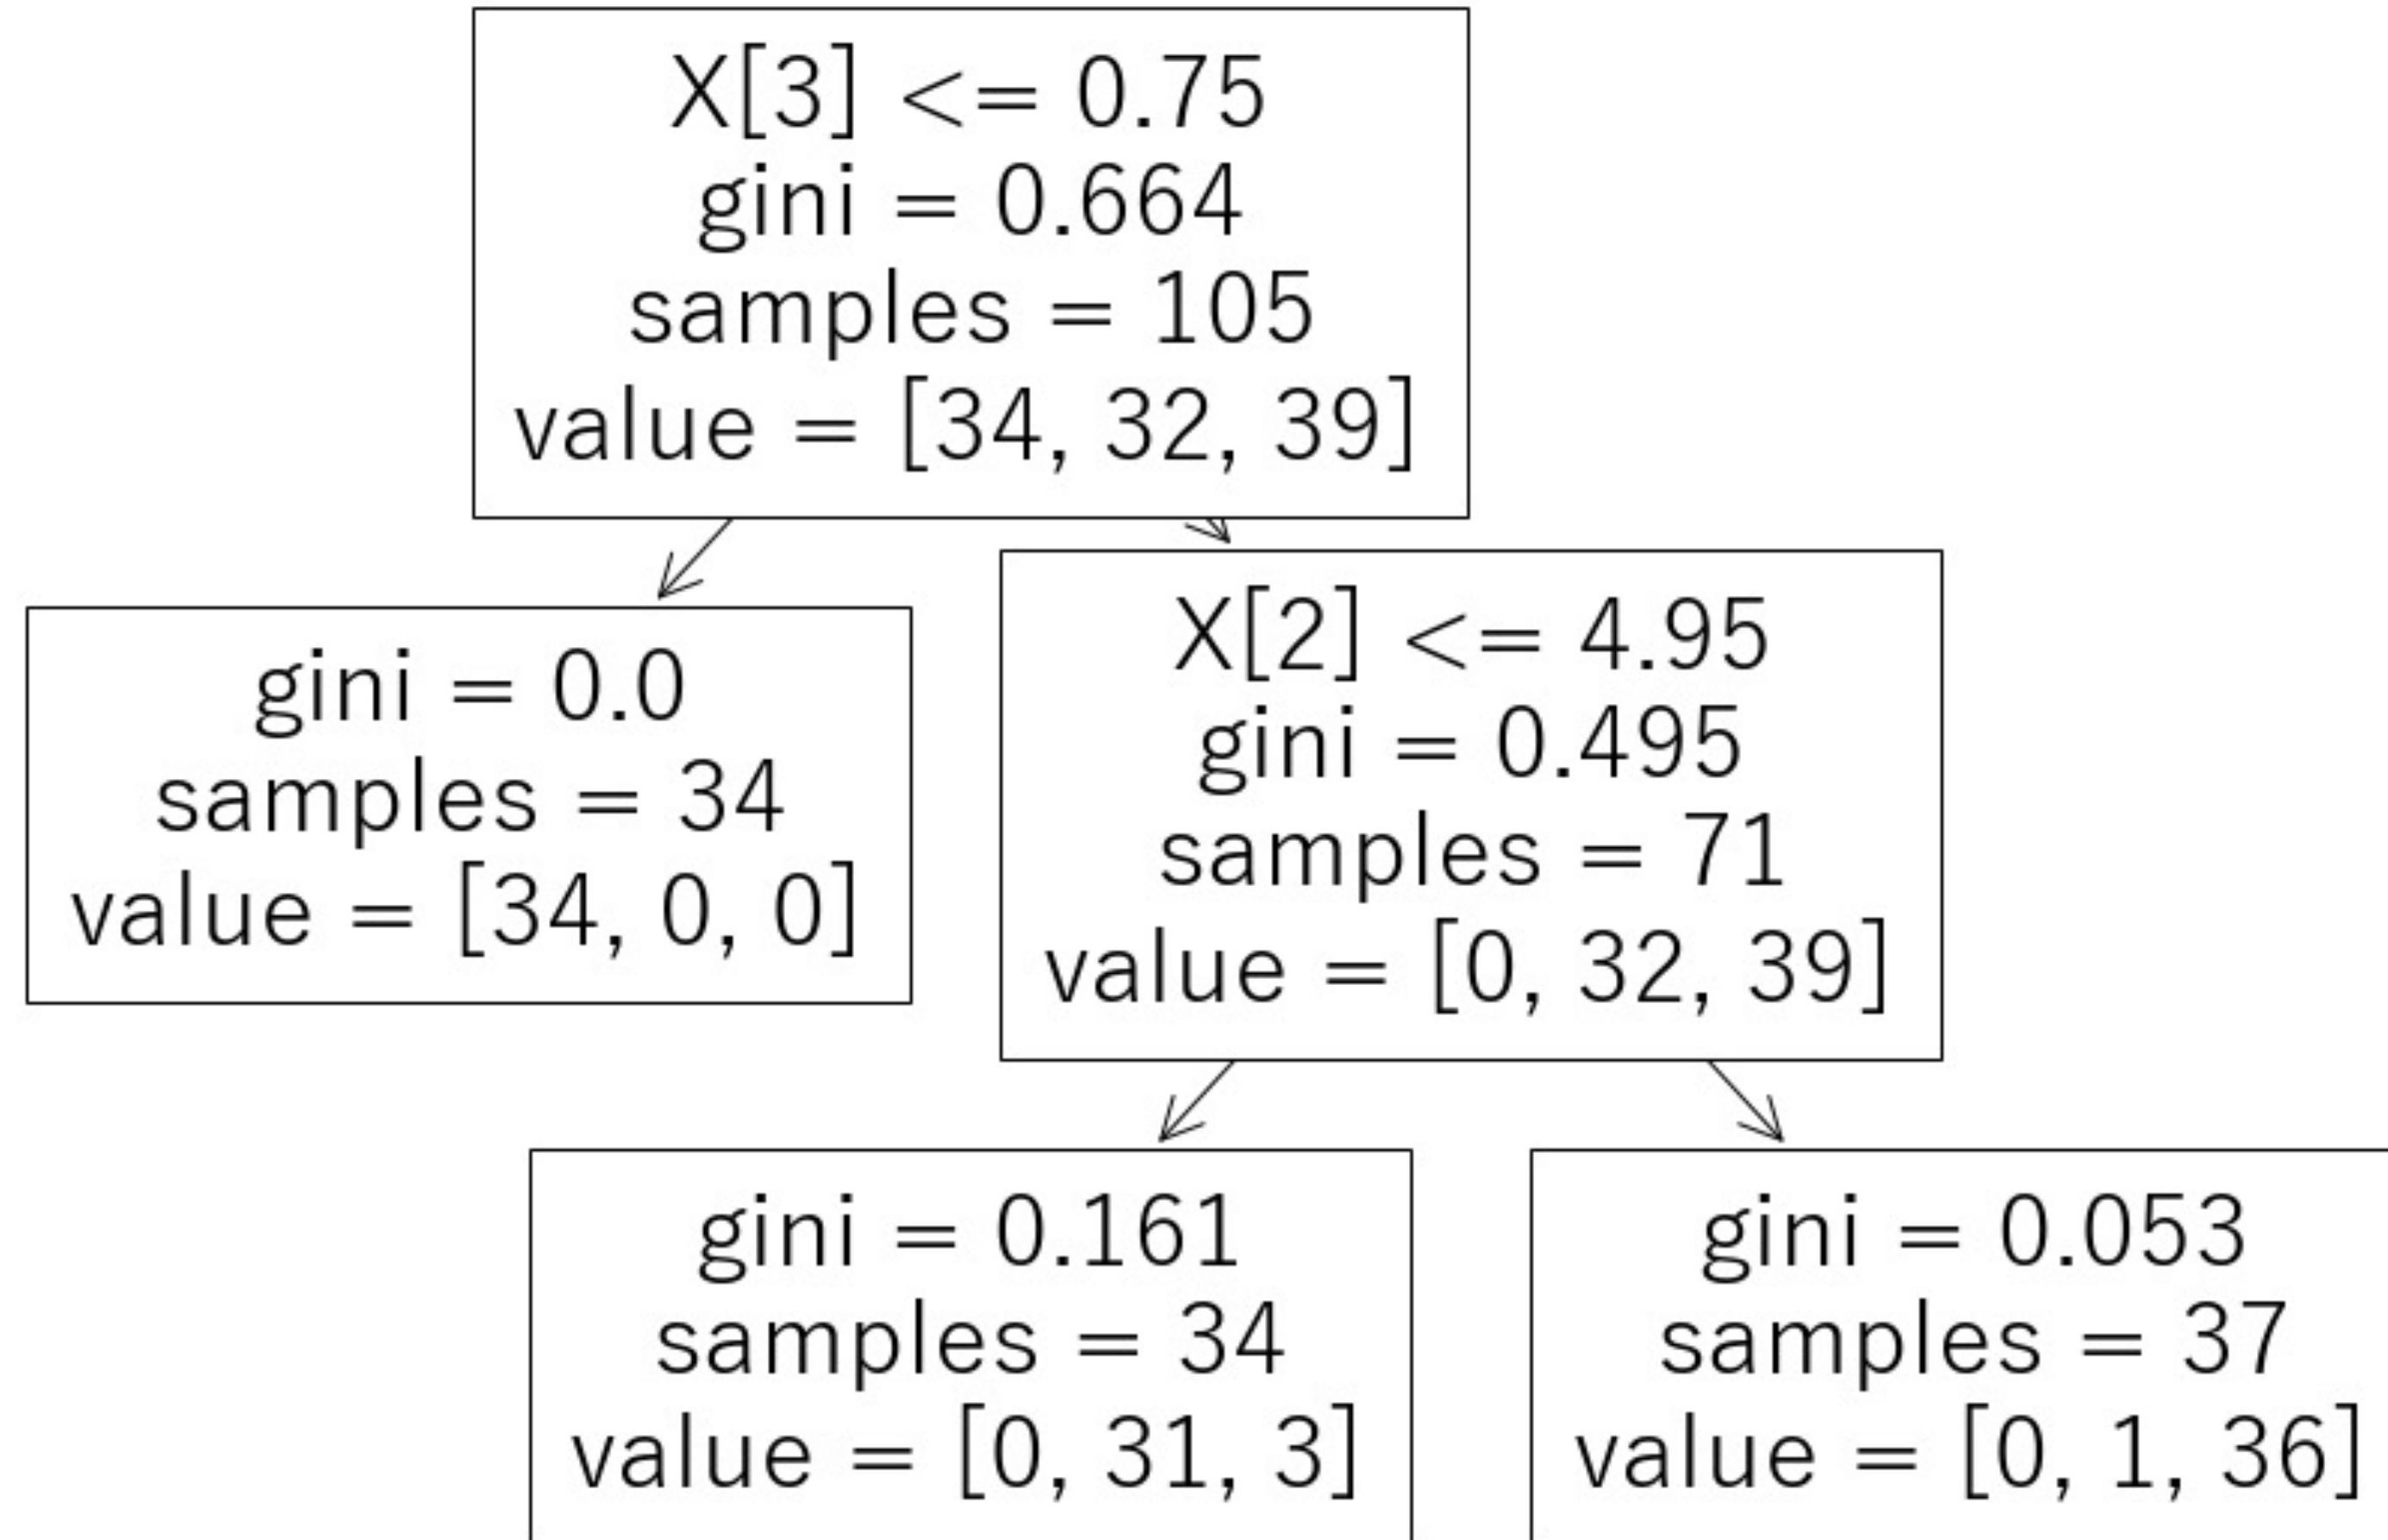 X[3] <= 0.75
gini = 0.664
samples = 105
value = [34, 32, 39]
gini = 0.0
samples = 34
value = [34, 0, 0]
X[2] <= 4.95
gini = 0.495
samples = 71
value = [0, 32, 39]
gini = 0.161
samples = 34
value = [0, 31, 3]
gini = 0.053
samples = 37
value = [0, 1, 36]